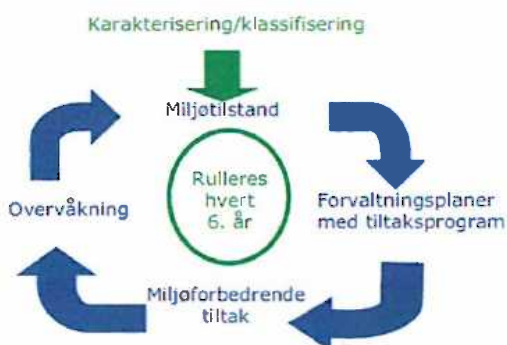 Karakterisering/klassifisering
Miljøtilstand
Rulleres
hvert
6. år
Overvåkning
Forvaltningsplaner
med tiltaksprogram
Miljøforbedrende
tiltak